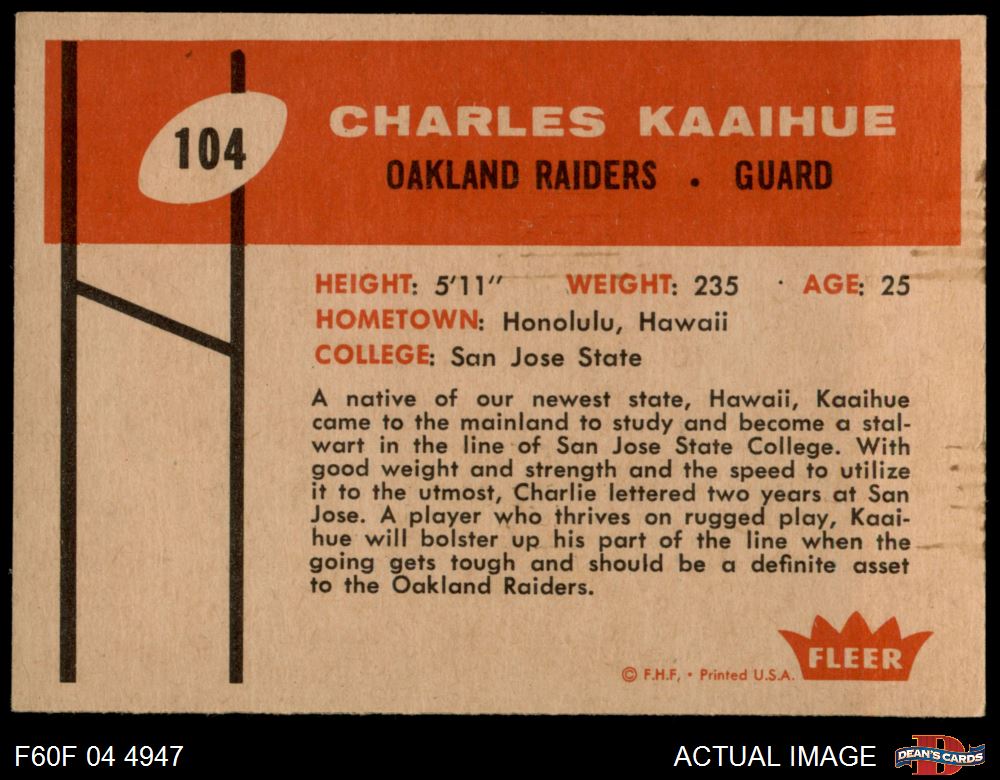 104
CHARLES KAAIHUE
OAKLAND RAIDERS • GUARD
HEIGHT: 5'11" WEIGHT: 235 AGE: 25
HOMETOWN: Honolulu, Hawaii
COLLEGE: San Jose State
A native of our newest state, Hawaii, Kaaihue
came to the mainland to study and become a stal-
wart in the line of San Jose State College. With
good weight and strength and the speed to utilize
it to the utmost, Charlie lettered two years at San
Jose. A player who thrives on rugged play, Kaai-
hue will bolster up his part of the line when the
going gets tough and should be a definite asset
to the Oakland Raiders.
FLEER
© F.H.F. • Printed U.S.A.
F60F 04 4947
ACTUAL IMAGE
D
DEAN'S CARDS